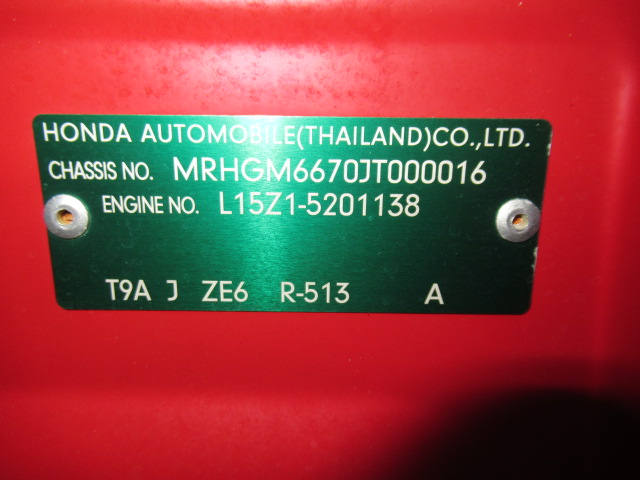 HONDA AUTOMOBILE(THAILAND)CO.,LTD.
CHASSIS NO. MRHGM6670JT000016
ENGINE NO. L15Z1-5201138
T9A J ZE6 R-513 A